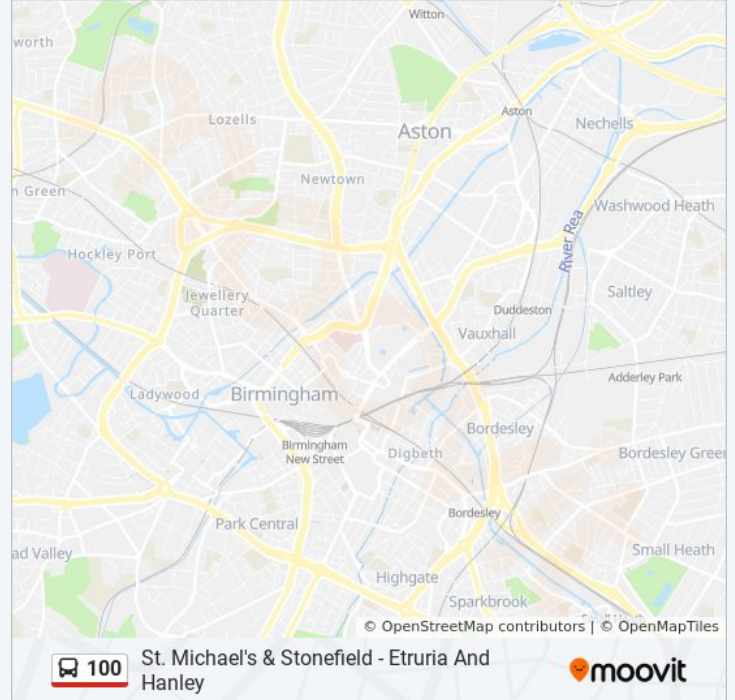 Witton
worth
Lozells
Aston
Aston
Nechells
n Green
Newtown
Washwood Heath
River Rea
Hockley Port
Jewellery
Quarter
Saltley
Duddeston
Vauxhall
Adderley Park
Ladywood
Birmingham
Bordesley
Birmingham
New Street
Digbeth
Bordesley Green
Bordesley
Park Central
ad Valley
Small Heath
Highgate
Sparkbrook
© OpenStreetMap contributors | © OpenMapTiles
100
St. Michael's & Stonefield - Etruria And
Hanley
moovit